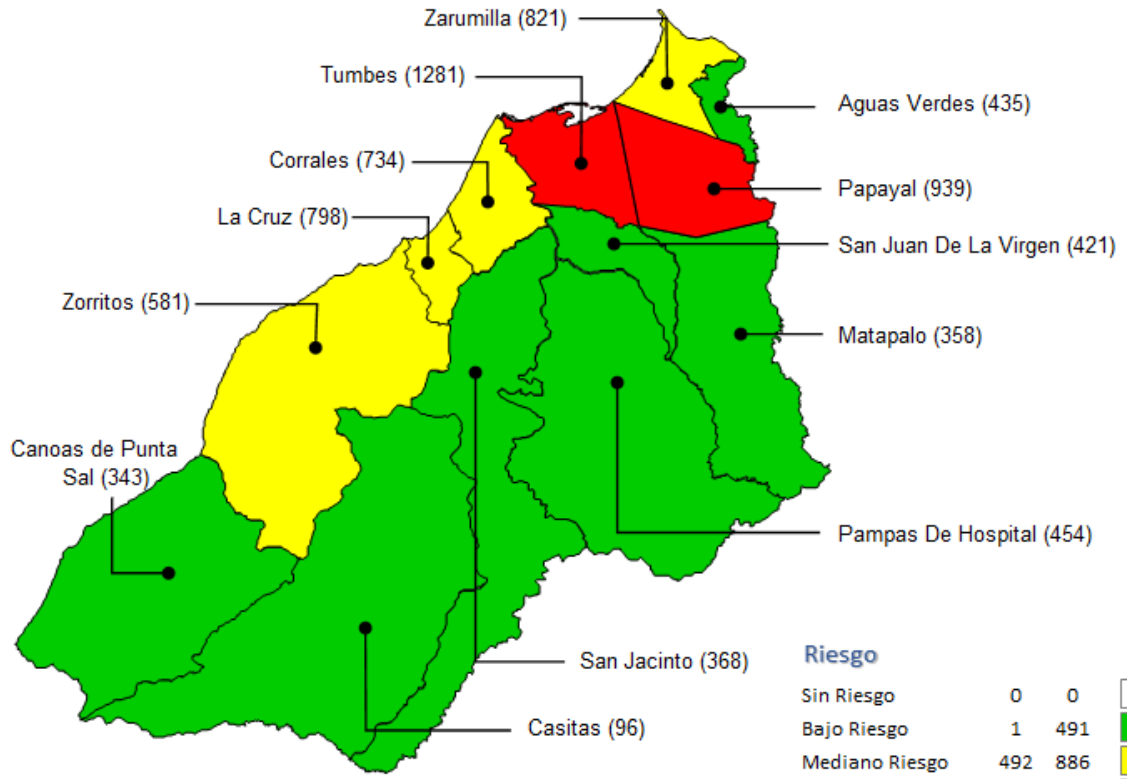 Zarumilla (821)
Tumbes (1281)
Aguas Verdes (435)
Corrales (734)
Papayal (939)
La Cruz (798)
San Juan De La Virgen (421)
Zorritos (581)
Matapalo (358)
Canoas de Punta
Sal (343)
Pampas De Hospital (454)
San Jacinto (368)
Casitas (96)
Riesgo
Sin Riesgo 0 0
Bajo Riesgo 1 491
Mediano Riesgo 492 886